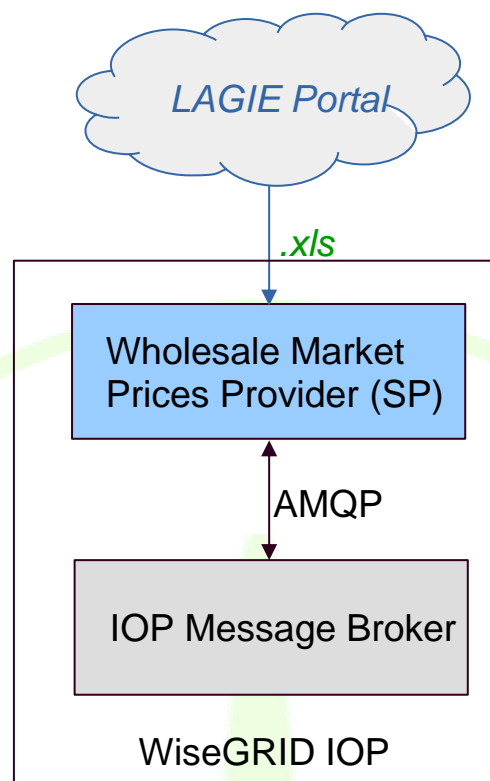 LAGIE Portal
.xls
Wholesale Market
Prices Provider (SP)
AMQP
IOP Message Broker
WiseGRID IOP